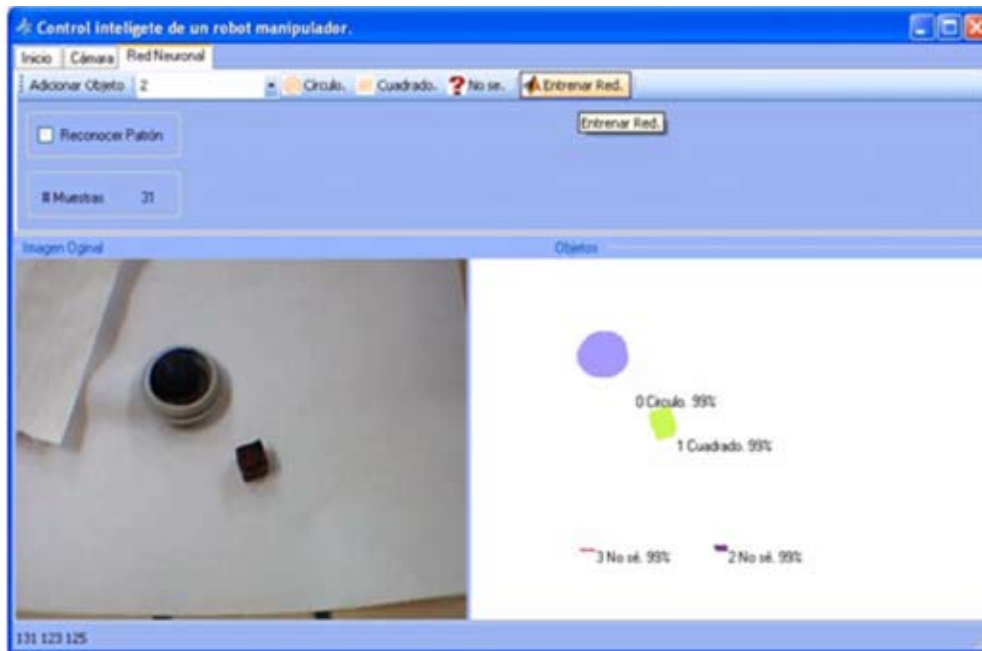 Control inteligete de un robot manipulador.
Inicio Cámara Red Neuronal
Adicionar Objeto 2 Circulo. Cuadrado. ? No se. Entrenar Red.
Entrenar Red.
Reconocer Patrón
# Muestras 31
Imagen Oginal Objetos
0 Circulo. 99%
1 Cuadrado. 99%
3 No sé. 99% 2 No sé. 99%
131 123 125